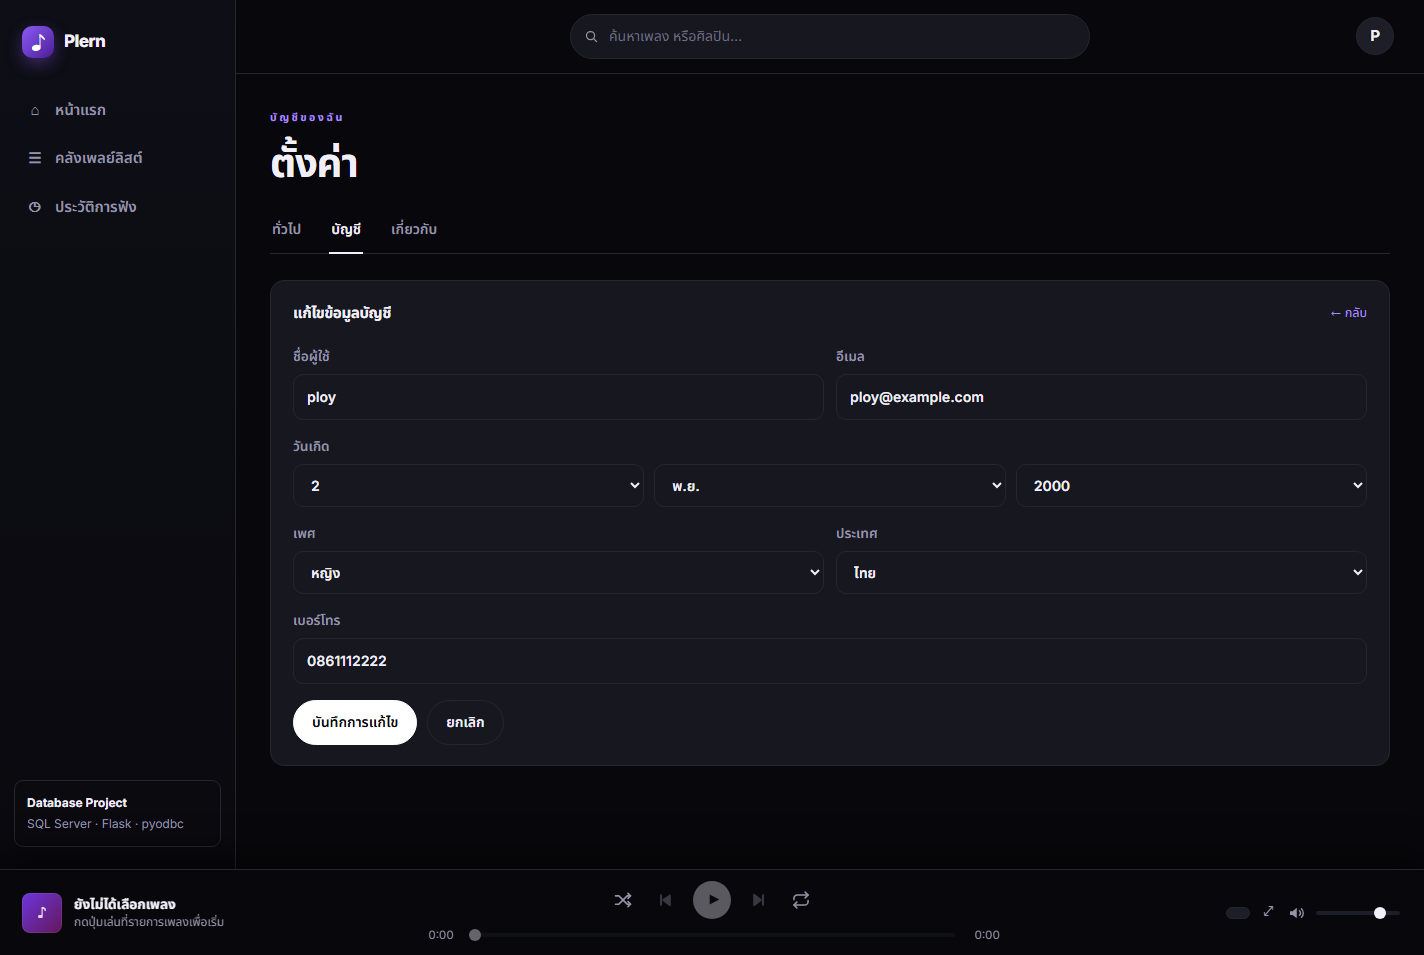 Plern
ค้นหาเพลง หรือศิลปิน...
P
หน้าแรก
คลังเพลย์ลิสต์
ประวัติการฟัง
บัญชีของฉัน
ตั้งค่า
ทั่วไป
บัญชี
เกี่ยวกับ
แก้ไขข้อมูลบัญชี
← กลับ
ชื่อผู้ใช้
อีเมล
ploy
ploy@example.com
วันเกิด
2
พ.ย.
2000
เพศ
ประเทศ
หญิง
ไทย
เบอร์โทร
0861112222
บันทึกการแก้ไข
ยกเลิก
Database Project
SQL Server · Flask · pyodbc
ยังไม่ได้เลือกเพลง
กดปุ่มเล่นที่รายการเพลงเพื่อเริ่ม
0:00
0:00